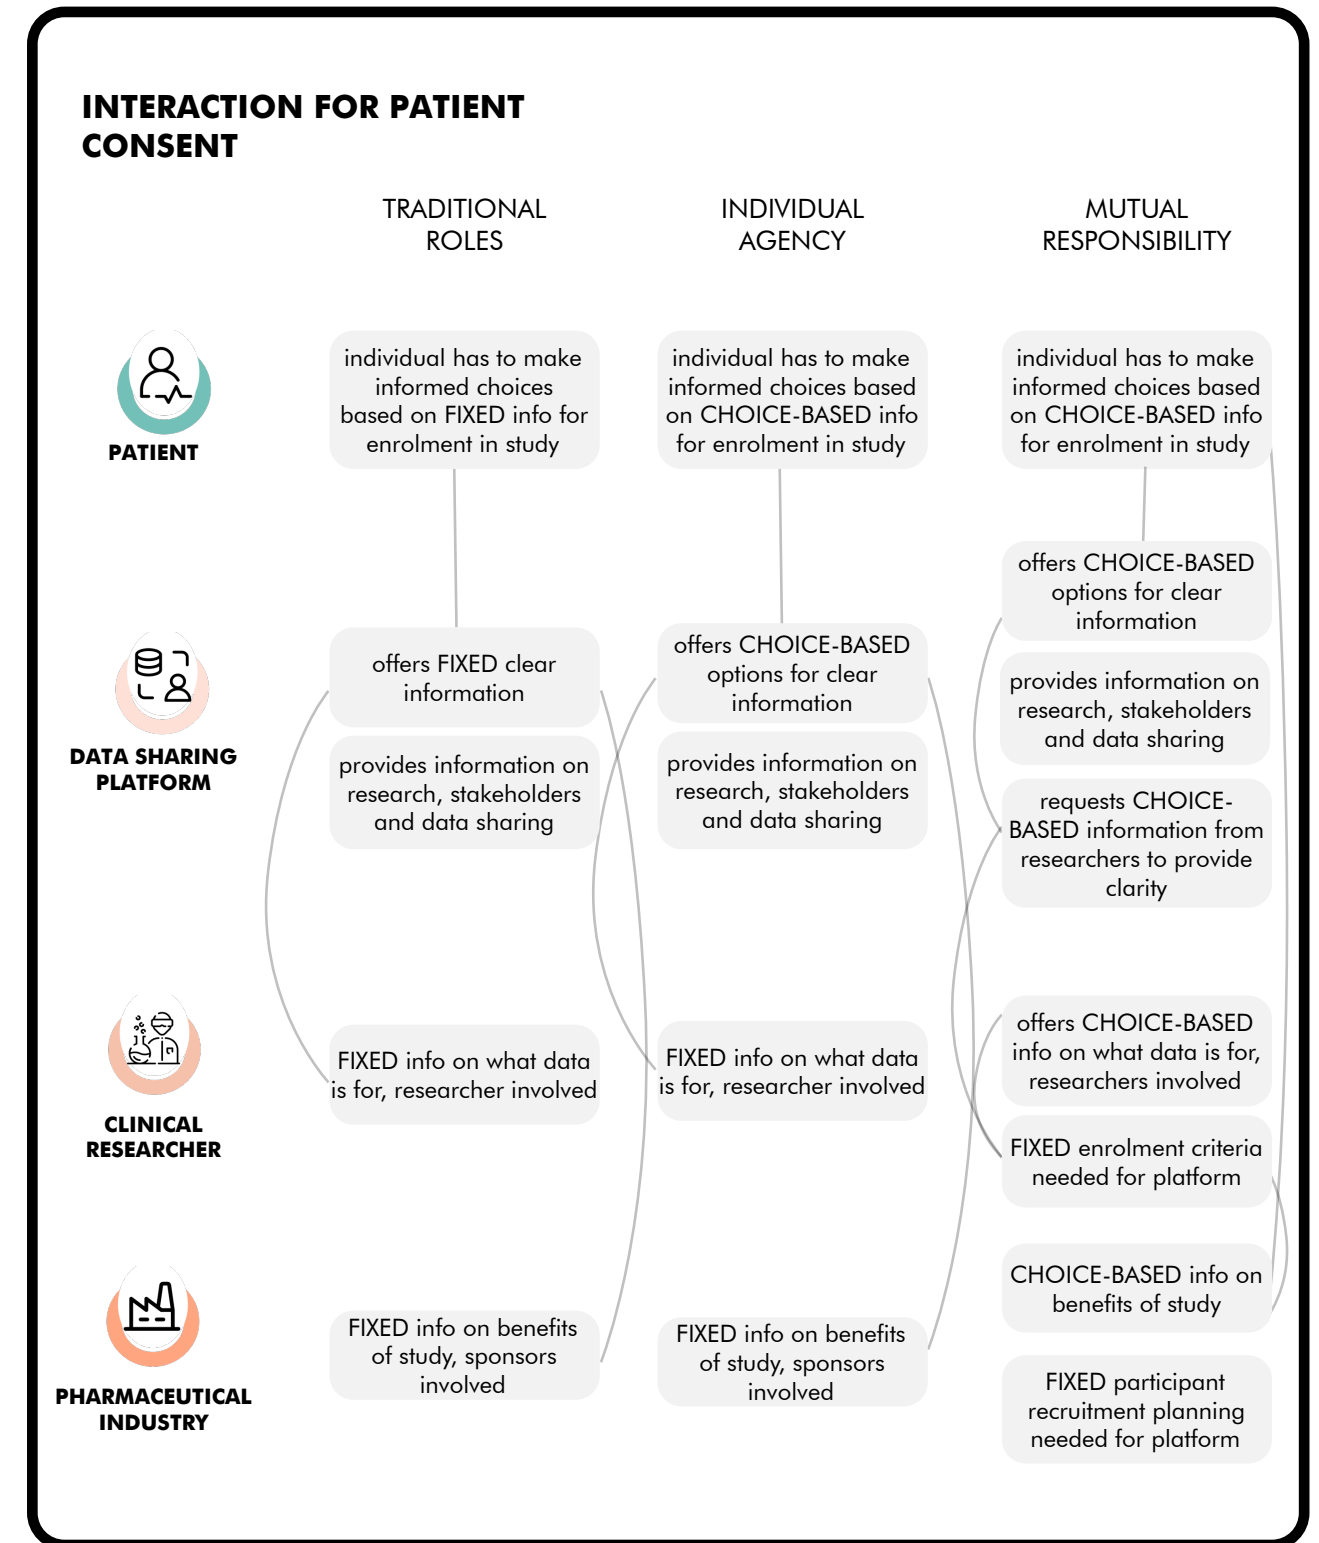 INTERACTION FOR PATIENT
CONSENT
TRADITIONAL
ROLES
INDIVIDUAL
AGENCY
MUTUAL
RESPONSIBILITY
PATIENT
individual has to make
informed choices
based on FIXED info for
enrolment in study
individual has to make
informed choices based
on CHOICE-BASED info
for enrolment in study
individual has to make
informed choices based
on CHOICE-BASED info
for enrolment in study
DATA SHARING
PLATFORM
offers FIXED clear
information
provides information on
research, stakeholders
and data sharing
offers CHOICE-BASED
options for clear
information
provides information on
research, stakeholders
and data sharing
offers CHOICE-BASED
options for clear
information
provides information on
research, stakeholders
and data sharing
requests CHOICE-
BASED information from
researchers to provide
clarity
CLINICAL
RESEARCHER
FIXED info on what data
is for, researcher involved
FIXED info on what data
is for, researcher involved
offers CHOICE-BASED
info on what data is for,
researchers involved
FIXED enrolment criteria
needed for platform
PHARMACEUTICAL
INDUSTRY
FIXED info on benefits
of study, sponsors
involved
FIXED info on benefits
of study, sponsors
involved
CHOICE-BASED info on
benefits of study
FIXED participant
recruitment planning
needed for platform